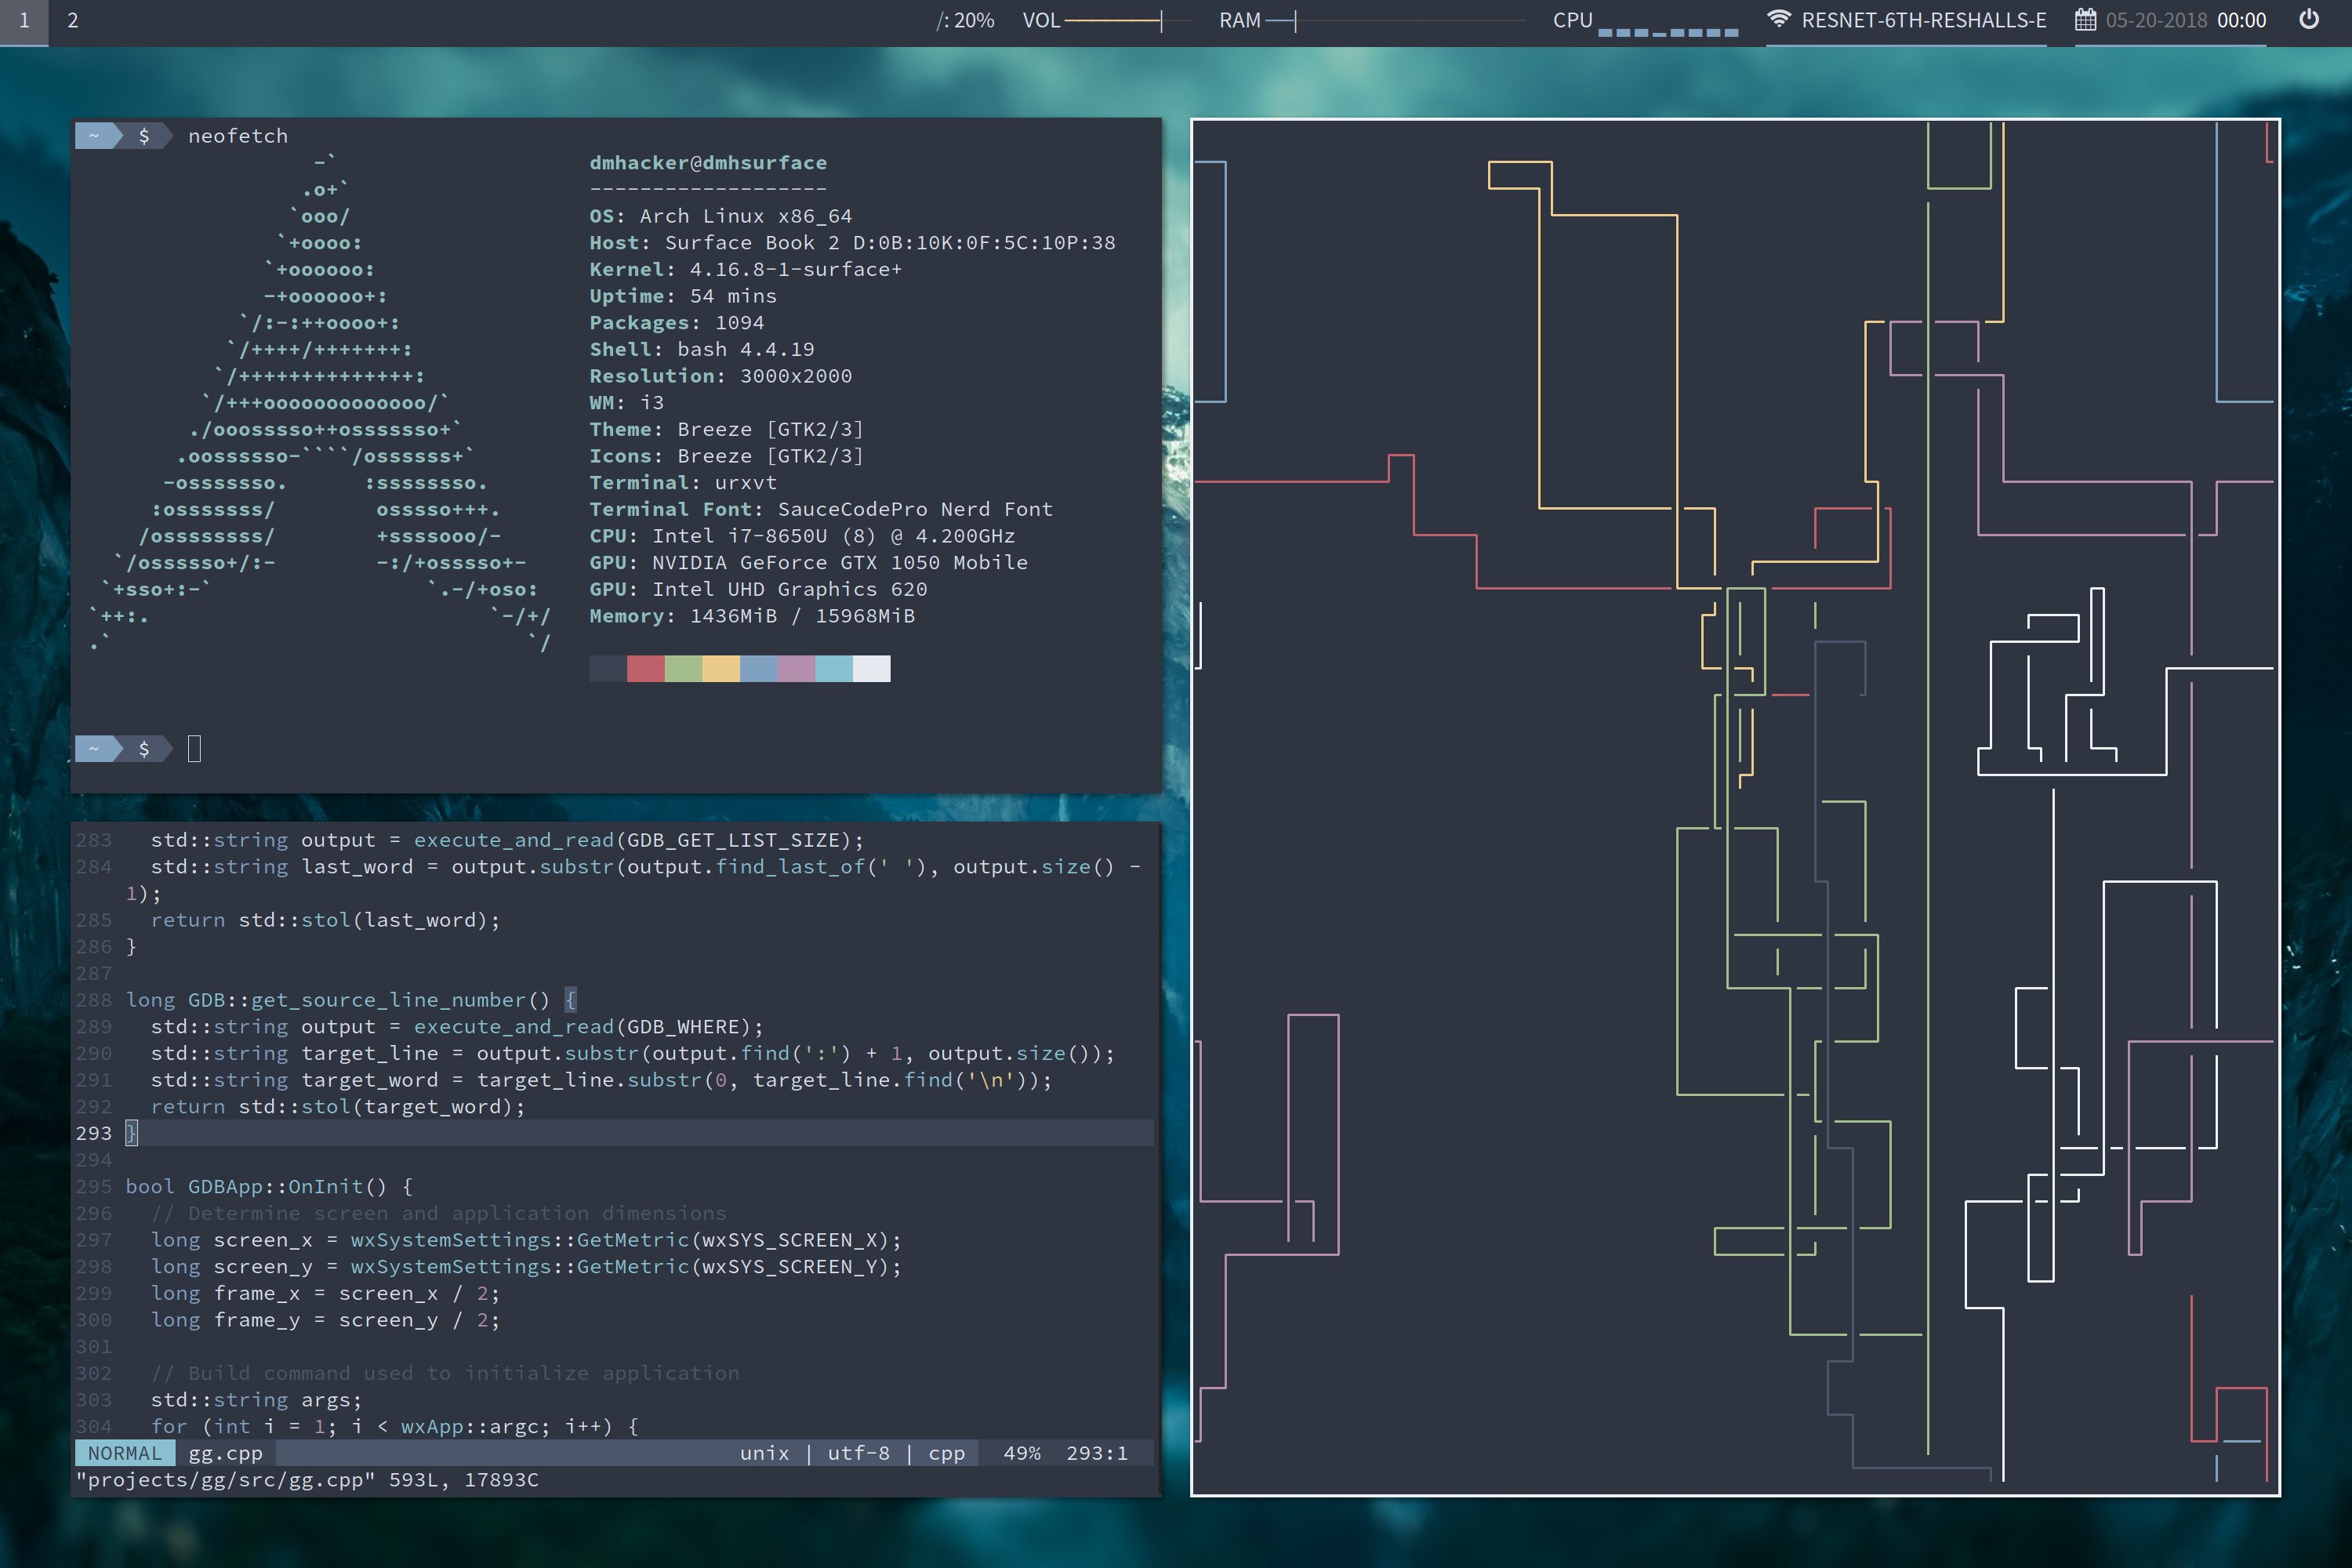 1 2 /: 20% VOL RAM CPU RESNET-6TH-RESHALLS-E 05-20-2018 00:00
~ $ neofetch
-`
.o+`
`ooo/
`+oooo:
`+oooooo:
-+oooooo+:
`/:-:++oooo+:
`/++++/+++++++:
`/++++++++++++++:
`/+++ooooooooooooo/`
./ooosssso++osssssso+`
.oossssso-````/ossssss+`
-osssssso. :ssssssso.
:osssssss/ osssso+++.
/ossssssss/ +ssssooo/-
`/ossssso+/:- -:/+osssso+-
`+sso+:-` `.-/+oso:
`++:. `-/+/
.` `/
dmhacker@dmhsurface
-------------------
OS: Arch Linux x86_64
Host: Surface Book 2 D:0B:10K:0F:5C:10P:38
Kernel: 4.16.8-1-surface+
Uptime: 54 mins
Packages: 1094
Shell: bash 4.4.19
Resolution: 3000x2000
WM: i3
Theme: Breeze [GTK2/3]
Icons: Breeze [GTK2/3]
Terminal: urxvt
Terminal Font: SauceCodePro Nerd Font
CPU: Intel i7-8650U (8) @ 4.200GHz
GPU: NVIDIA GeForce GTX 1050 Mobile
GPU: Intel UHD Graphics 620
Memory: 1436MiB / 15968MiB
~ $
283   std::string output = execute_and_read(GDB_GET_LIST_SIZE);
284   std::string last_word = output.substr(output.find_last_of(' '), output.size() -
1);
285   return std::stol(last_word);
286 }
287
288 long GDB::get_source_line_number() {
289   std::string output = execute_and_read(GDB_WHERE);
290   std::string target_line = output.substr(output.find(':') + 1, output.size());
291   std::string target_word = target_line.substr(0, target_line.find('\n'));
292   return std::stol(target_word);
293 }
294
295 bool GDBApp::OnInit() {
296   // Determine screen and application dimensions
297   long screen_x = wxSystemSettings::GetMetric(wxSYS_SCREEN_X);
298   long screen_y = wxSystemSettings::GetMetric(wxSYS_SCREEN_Y);
299   long frame_x = screen_x / 2;
300   long frame_y = screen_y / 2;
301
302   // Build command used to initialize application
303   std::string args;
304   for (int i = 1; i < wxApp::argc; i++) {
NORMAL gg.cpp unix | utf-8 | cpp 49% 293:1
"projects/gg/src/gg.cpp" 593L, 17893C